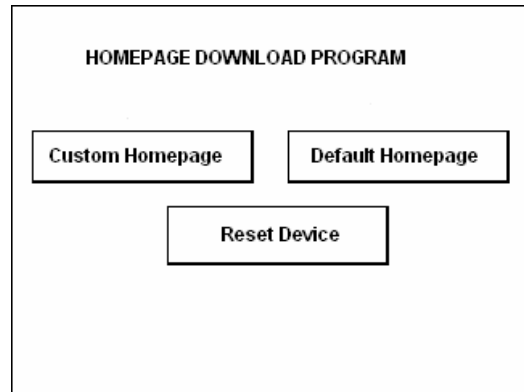 HOMEPAGE DOWNLOAD PROGRAM
Custom Homepage
Default Homepage
Reset Device